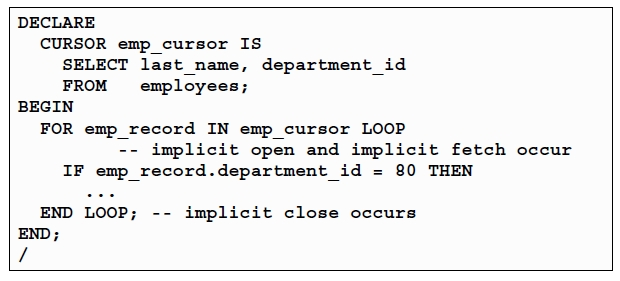 DECLARE
CURSOR emp_cursor IS
SELECT last_name, department_id
FROM employees;
BEGIN
FOR emp_record IN emp_cursor LOOP
-- implicit open and implicit fetch occur
IF emp_record.department_id = 80 THEN
...
END LOOP; -- implicit close occurs
END;
/